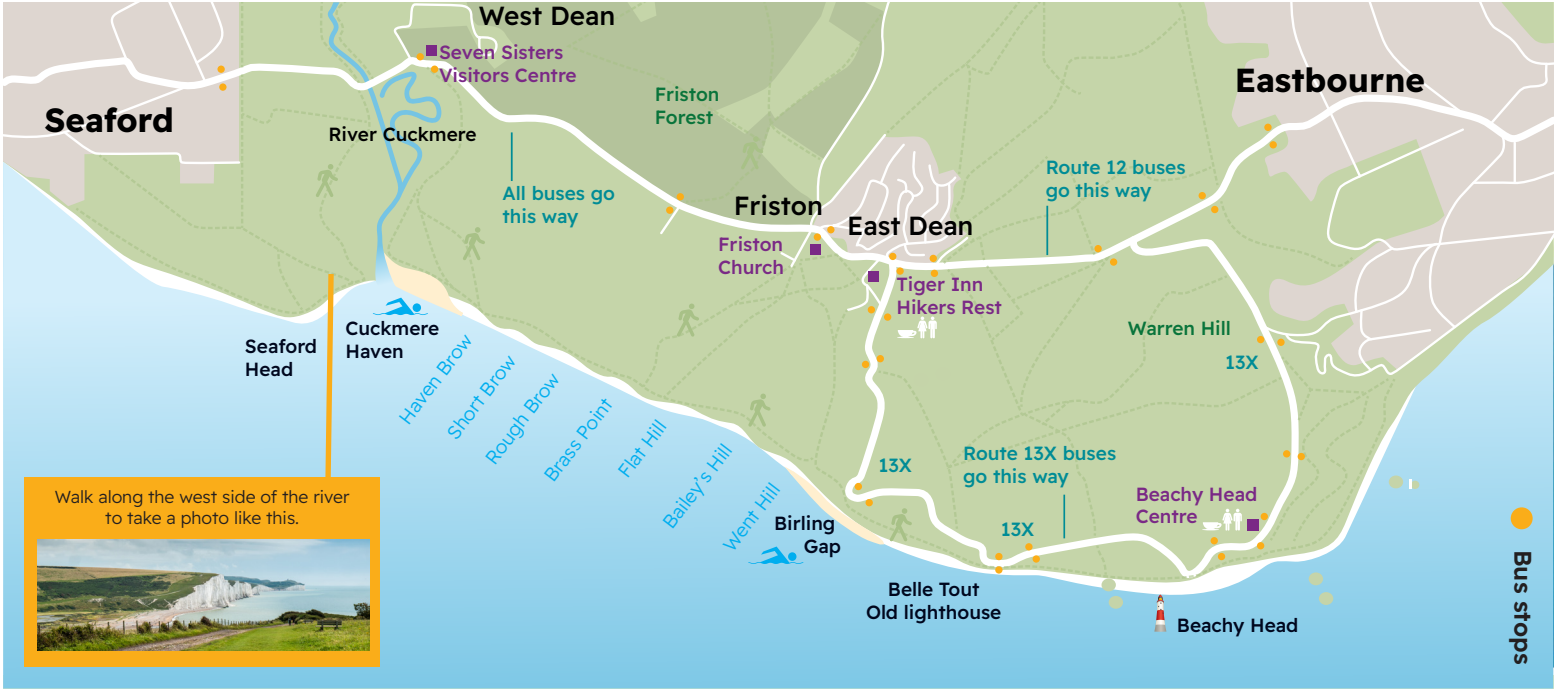 West Dean
Seven Sisters
Visitors Centre
Eastbourne
Seaford
Friston
Forest
River Cuckmere
All buses go
this way
Route 12 buses
go this way
Friston
East Dean
Friston
Church
Tiger Inn
Hikers Rest
Cuckmere
Haven
Seaford
Head
Warren Hill
13X
Haven Brow
Short Brow
Rough Brow
Brass Point
Flat Hill
Bailey's Hill
Went Hill
13X
Route 13X buses
go this way
Beachy Head
Centre
Birling
Gap
13X
Walk along the west side of the river
to take a photo like this.
Belle Tout
Old lighthouse
Beachy Head
Bus stops